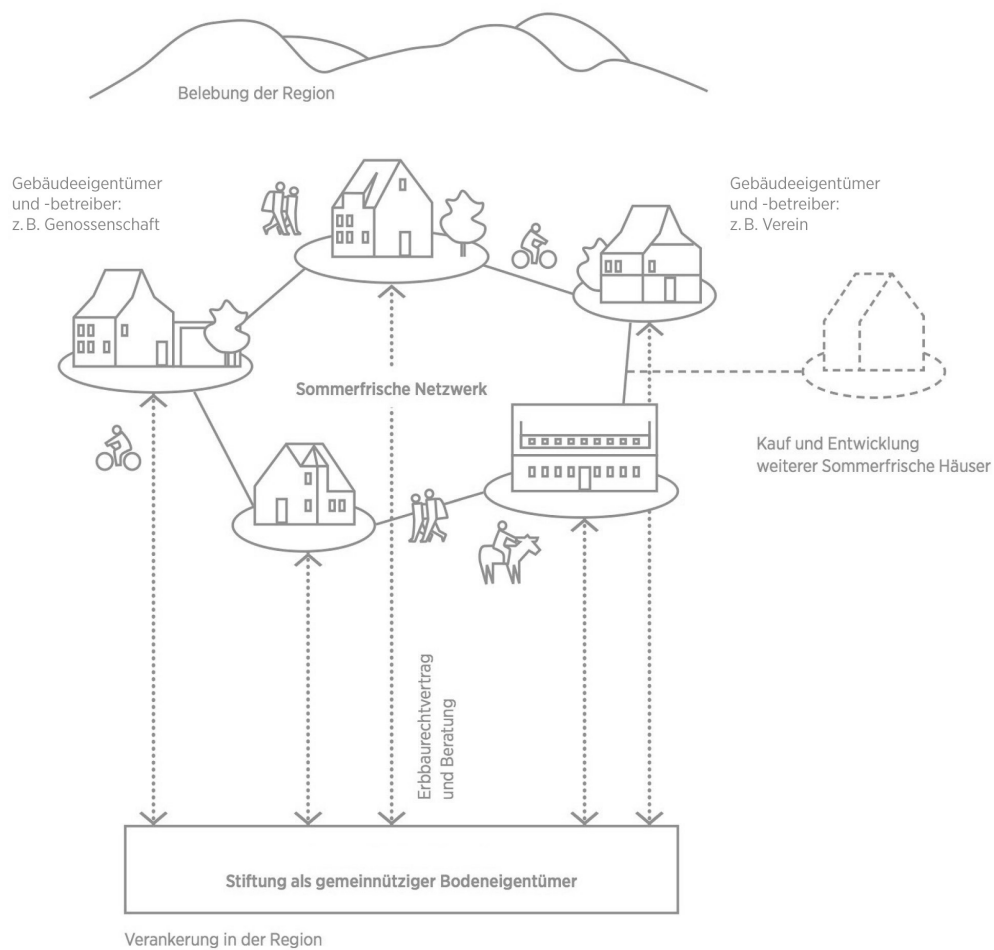 Belebung der Region
Gebäudeeigentümer
und -betreiber:
z. B. Genossenschaft
Gebäudeeigentümer
und -betreiber:
z. B. Verein
Sommerfrische Netzwerk
Kauf und Entwicklung
weiterer Sommerfrische Häuser
Erbbaurechtvertrag
und Beratung
Stiftung als gemeinnütziger Bodeneigentümer
Verankerung in der Region